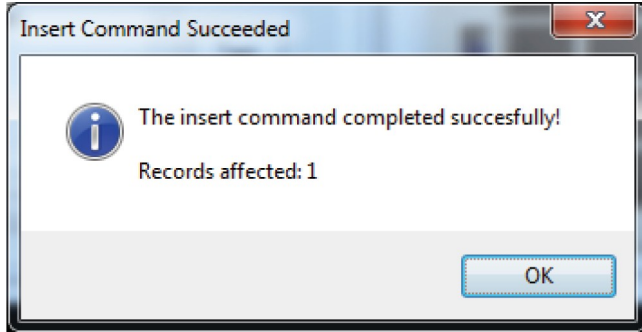 Insert Command Succeeded
The insert command completed succesfully!
Records affected: 1
OK